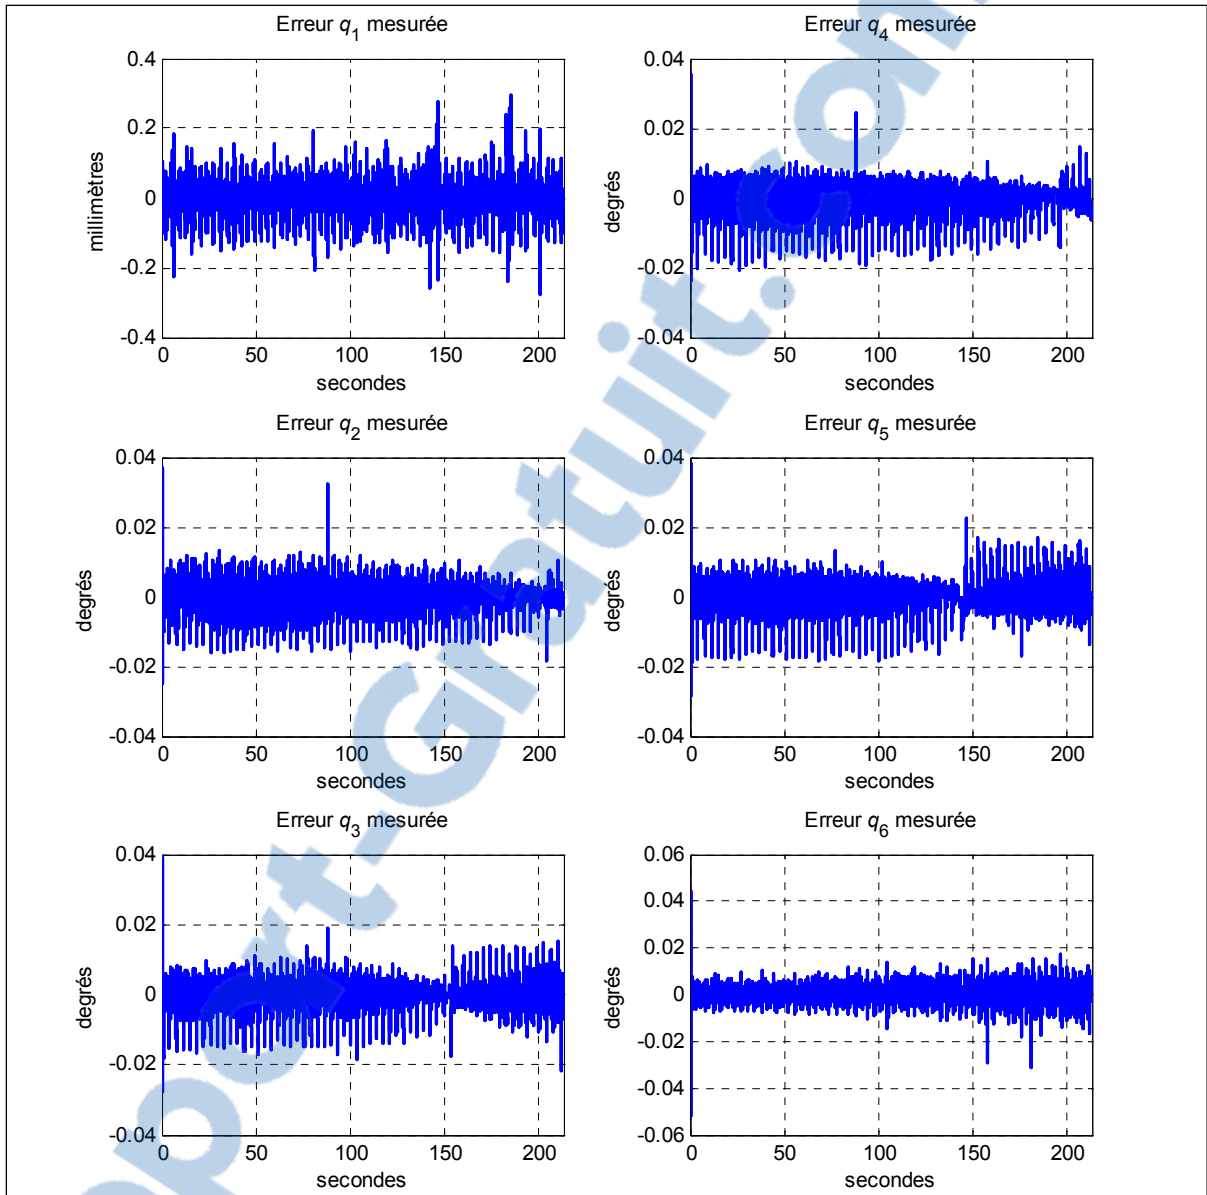 Erreur q1 mesurée
0.4
0.2
0
-0.2
-0.4
millimètres
0 50 100 150 200
secondes
Erreur q4 mesurée
0.04
0.02
0
-0.02
-0.04
degrés
0 50 100 150 200
secondes
Erreur q2 mesurée
0.04
0.02
0
-0.02
-0.04
degrés
0 50 100 150 200
secondes
Erreur q5 mesurée
0.04
0.02
0
-0.02
-0.04
degrés
0 50 100 150 200
secondes
Erreur q3 mesurée
0.04
0.02
0
-0.02
-0.04
degrés
0 50 100 150 200
secondes
Erreur q6 mesurée
0.06
0.04
0.02
0
-0.02
-0.04
-0.06
degrés
0 50 100 150 200
secondes
pport-Gratuit.com